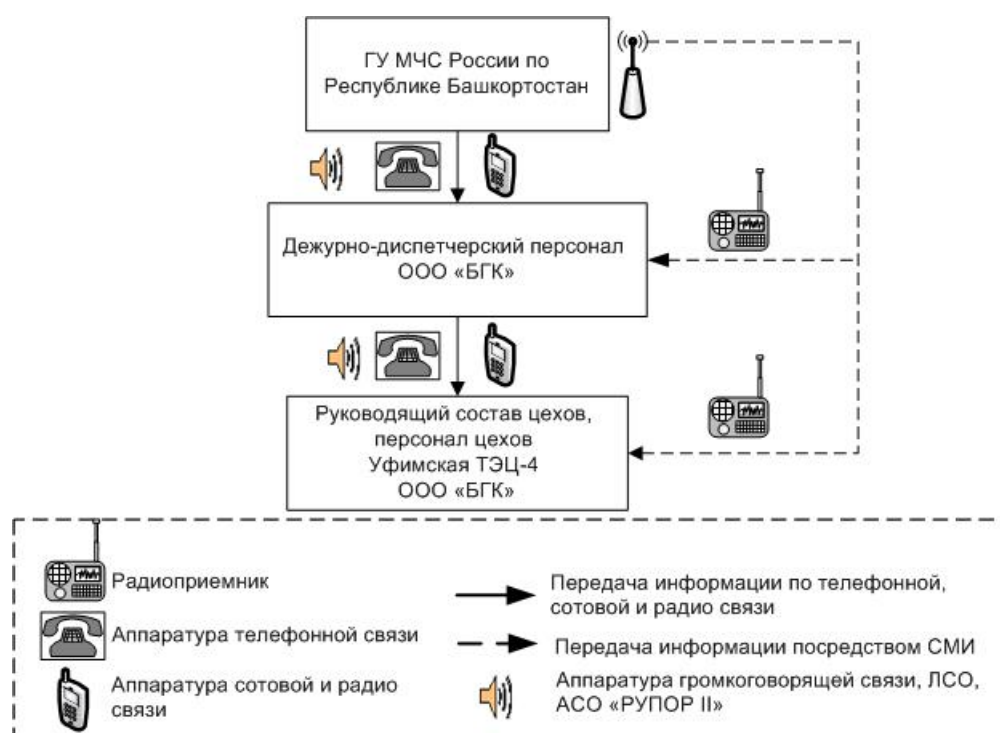 ГУ МЧС России по
Республике Башкортостан
Дежурно-диспетчерский персонал
ООО «БГК»
Руководящий состав цехов,
персонал цехов
Уфимская ТЭЦ-4
ООО «БГК»
Радиоприемник
Аппаратура телефонной связи
Аппаратура сотовой и радио
связи
Передача информации по телефонной,
сотовой и радио связи
Передача информации посредством СМИ
Аппаратура громкоговорящей связи, ЛСО,
АСО «РУПОР II»